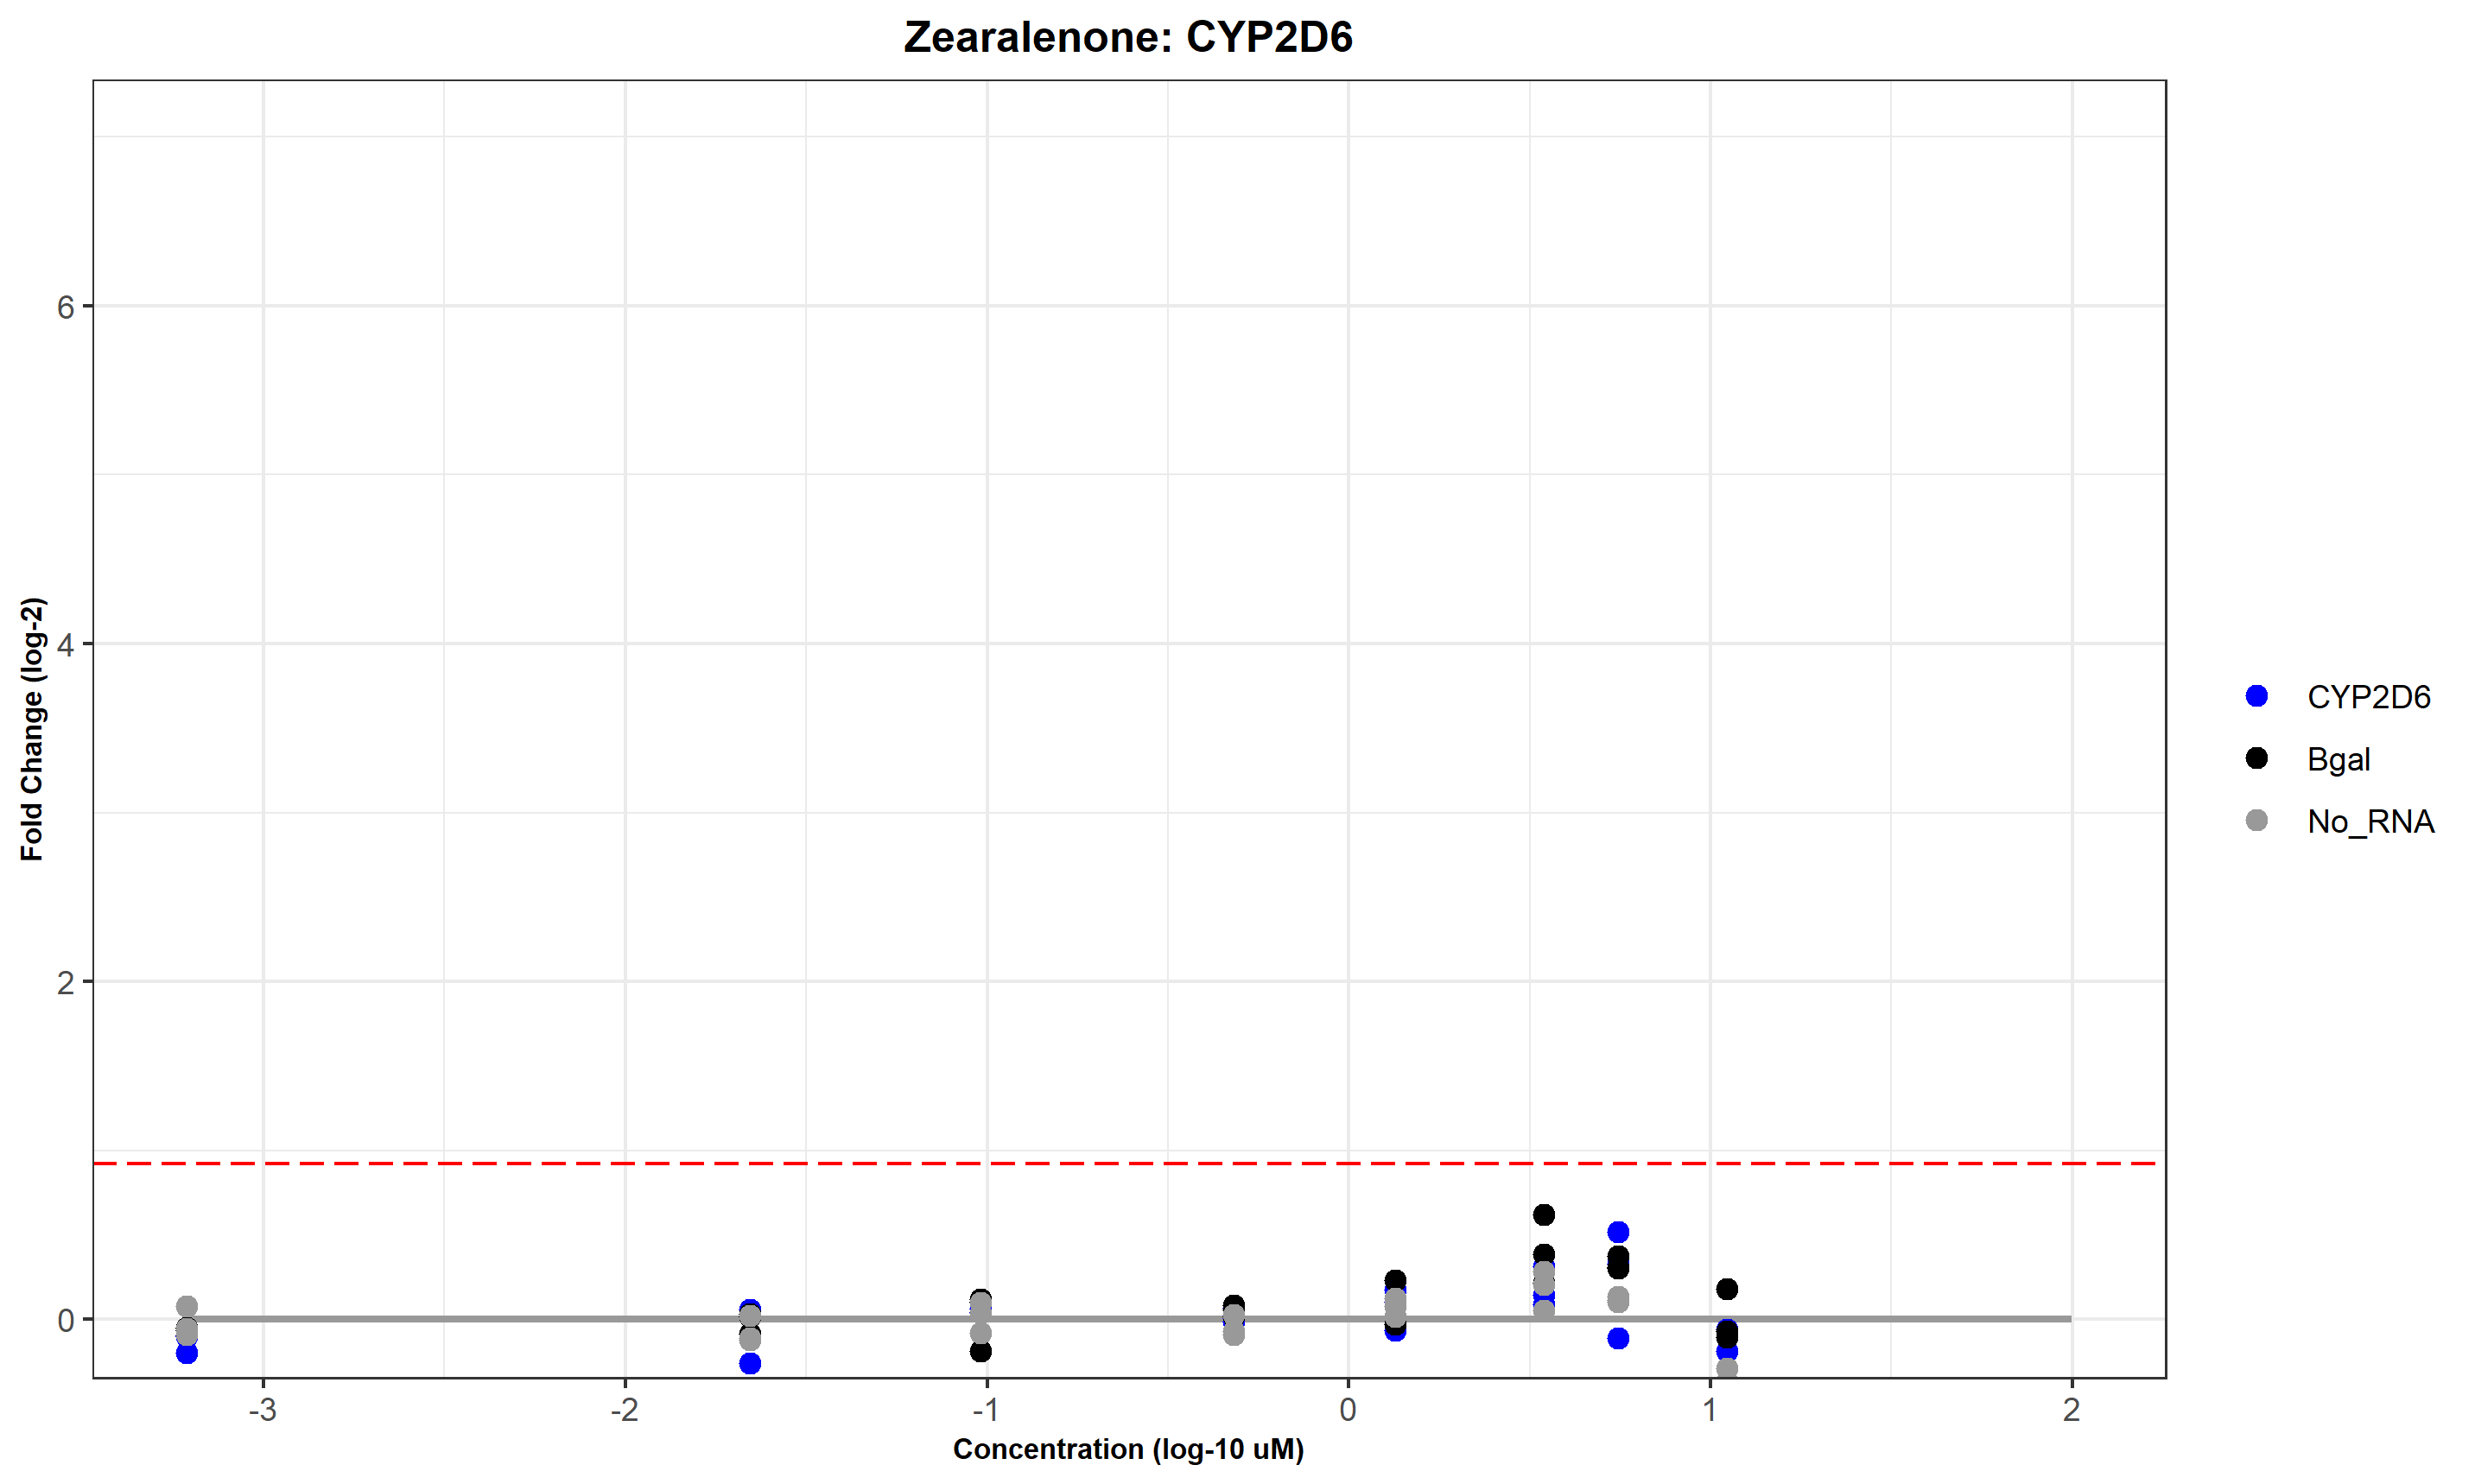 Zearalenone: CYP2D6
Fold Change (log-2)
6
4
2
0
-3
-2
-1
0
1
2
Concentration (log-10 uM)
CYP2D6
Bgal
No_RNA